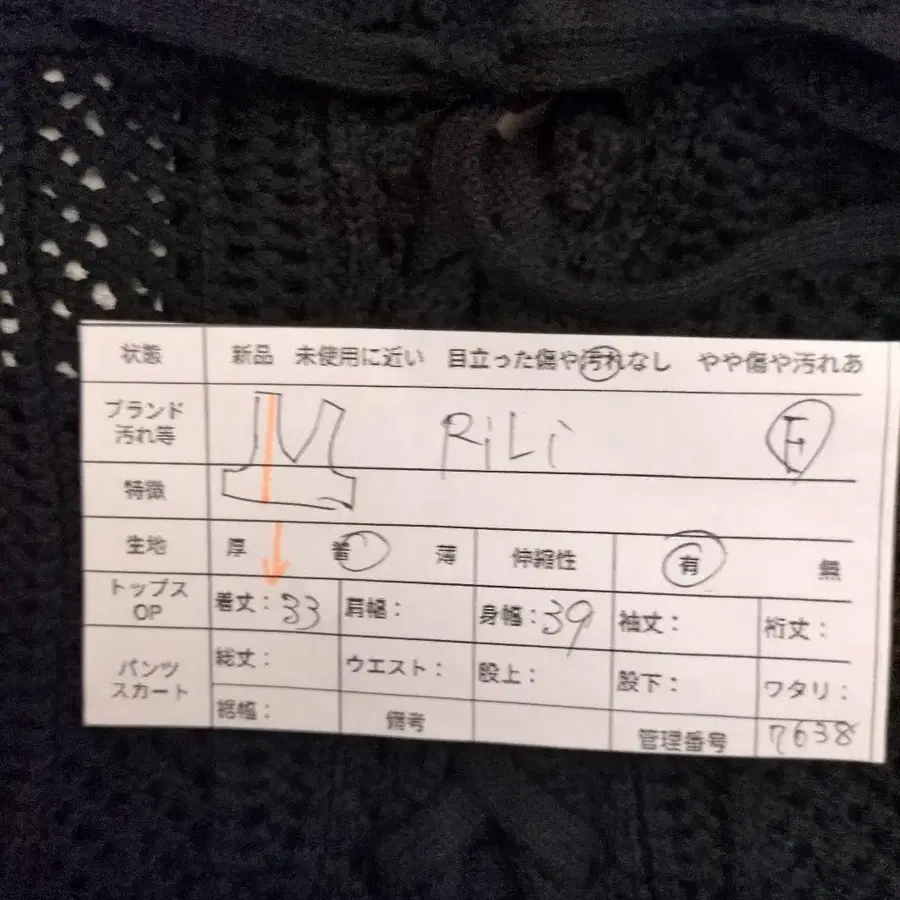 状態 新品 未使用に近い 目立った傷や汚れなし やや傷や汚れあ
ブランド RiLi F
汚れ等
特徴
生地 厚 着 薄 伸縮性 有 無
トップス 着丈: 33 肩幅: 身幅: 39 袖丈: 裄丈:
OP
パンツ 総丈: ウエスト: 股上: 股下: ワタリ:
スカート
裾幅: 備考 管理番号 7638